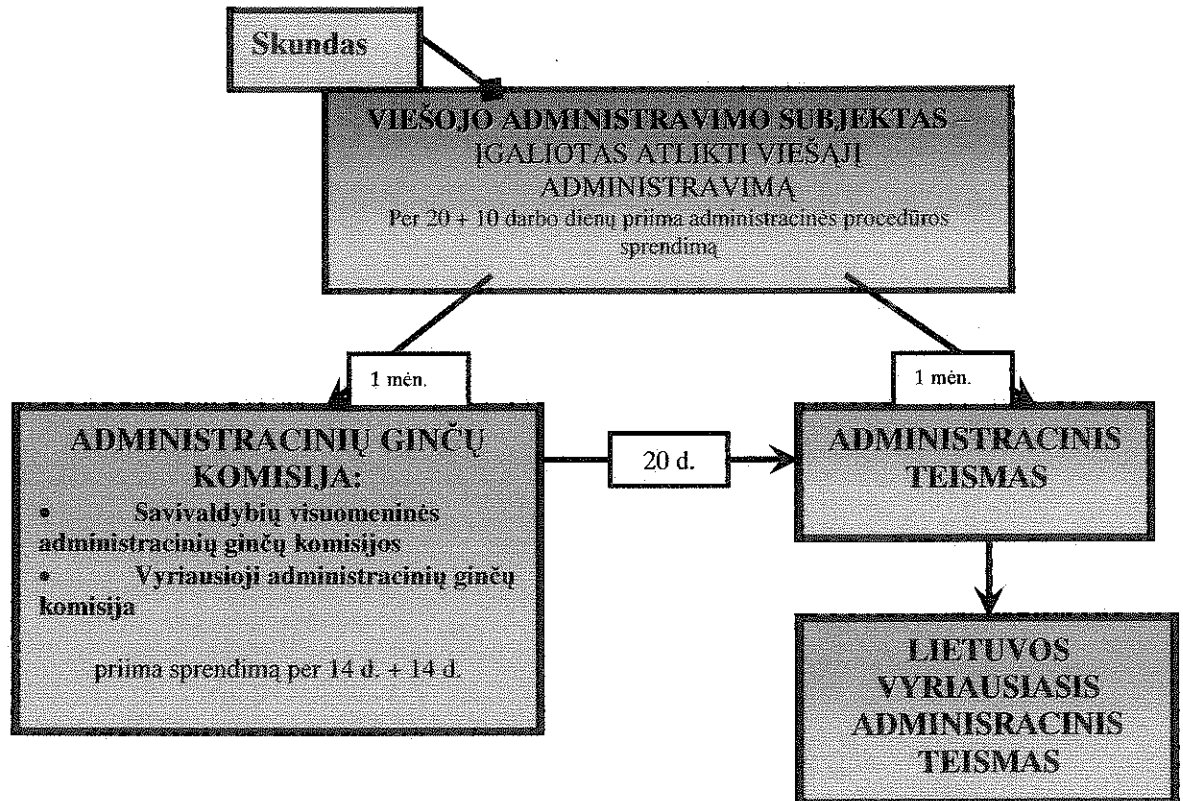 Skundas
VIEŠOJO ADMINISTRAVIMO SUBJEKTAS –
ĮGALIOTAS ATLIKTI VIEŠĄJĮ
ADMINISTRAVIMĄ
Per 20 + 10 darbo dienų priima administracinės procedūros
sprendimą
1 mėn.
1 mėn.
ADMINISTRACINIŲ GINČŲ
KOMISIJA:
• Savivaldybių visuomeninės
administracinių ginčų komisijos
• Vyriausioji administracinių ginčų
komisija
priima sprendimą per 14 d. + 14 d.
20 d.
ADMINISTRACINIS
TEISMAS
LIETUVOS
VYRIAUSIASIS
ADMINISRACINIS
TEISMAS